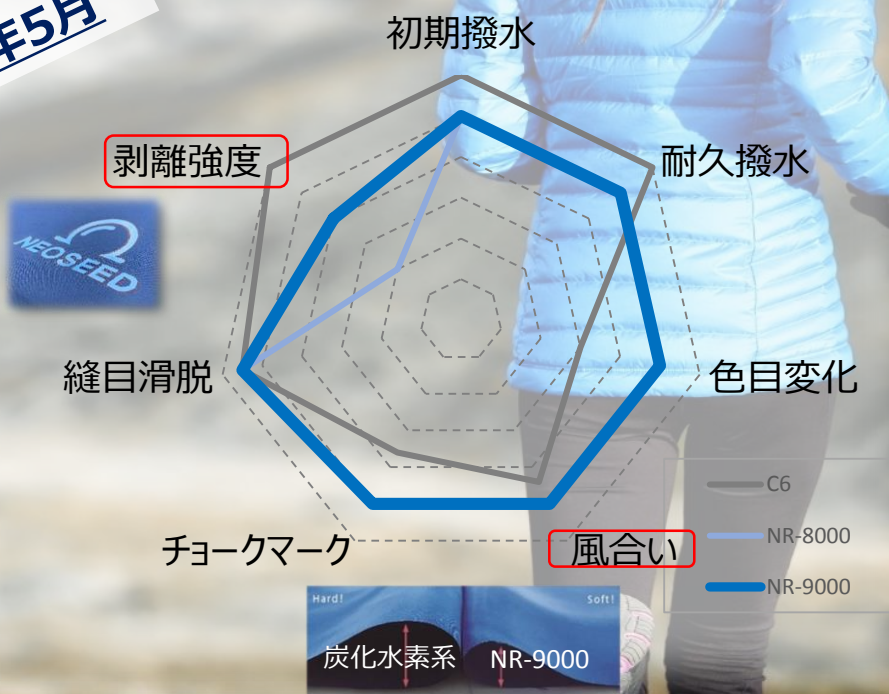 年5月
初期撥水
剥離強度
耐久撥水
NEOSEED
縫目滑脱
色目変化
C6
チョークマーク
風合い
NR-8000
NR-9000
Hard!
Soft!
炭化水素系
NR-9000